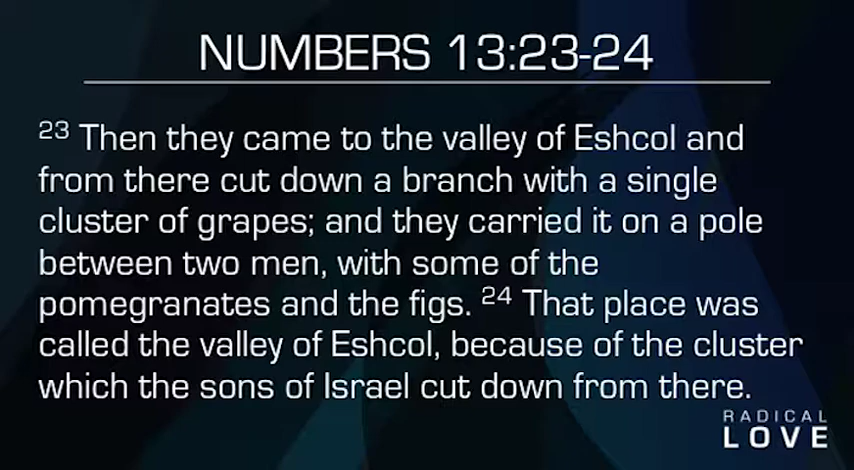 NUMBERS 13:23-24
23 Then they came to the valley of Eshcol and
from there cut down a branch with a single
cluster of grapes; and they carried it on a pole
between two men, with some of the
pomegranates and the figs. 24 That place was
called the valley of Eshcol, because of the cluster
which the sons of Israel cut down from there.
RADICAL
LOVE